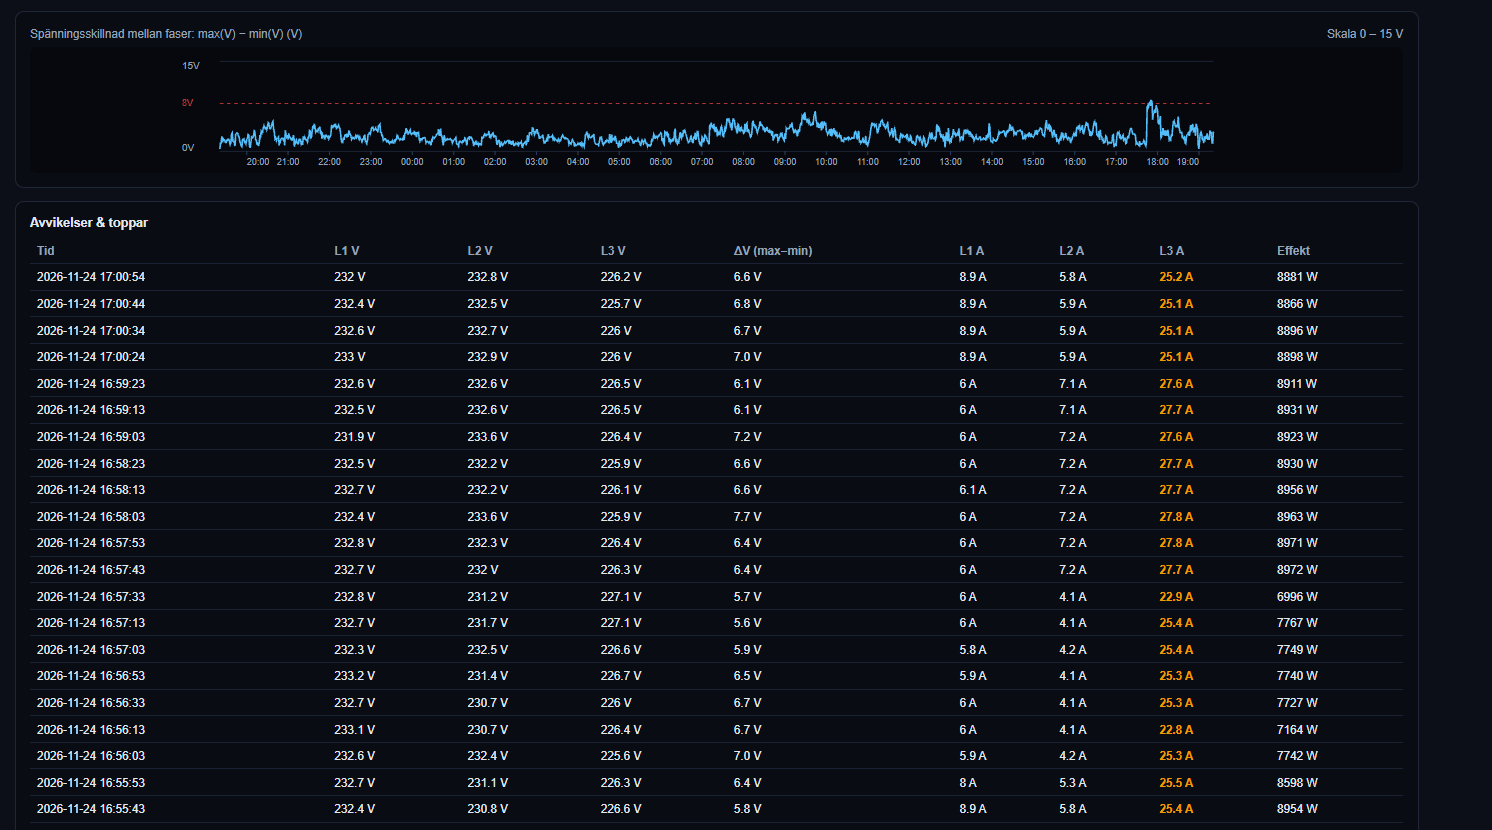 Spänningsskillnad mellan faser: max(V) − min(V) (V) Skala 0 – 15 V
15V
8V
0V
20:00 21:00 22:00 23:00 00:00 01:00 02:00 03:00 04:00 05:00 06:00 07:00 08:00 09:00 10:00 11:00 12:00 13:00 14:00 15:00 16:00 17:00 18:00 19:00
Avvikelser & toppar
Tid L1 V L2 V L3 V ΔV (max−min) L1 A L2 A L3 A Effekt
2026-11-24 17:00:54 232 V 232.8 V 226.2 V 6.6 V 8.9 A 5.8 A 25.2 A 8881 W
2026-11-24 17:00:44 232.4 V 232.5 V 225.7 V 6.8 V 8.9 A 5.9 A 25.1 A 8866 W
2026-11-24 17:00:34 232.6 V 232.7 V 226 V 6.7 V 8.9 A 5.9 A 25.1 A 8896 W
2026-11-24 17:00:24 233 V 232.9 V 226 V 7.0 V 8.9 A 5.9 A 25.1 A 8898 W
2026-11-24 16:59:23 232.6 V 232.6 V 226.5 V 6.1 V 6 A 7.1 A 27.6 A 8911 W
2026-11-24 16:59:13 232.5 V 232.6 V 226.5 V 6.1 V 6 A 7.1 A 27.7 A 8931 W
2026-11-24 16:59:03 231.9 V 233.6 V 226.4 V 7.2 V 6 A 7.2 A 27.6 A 8923 W
2026-11-24 16:58:23 232.5 V 232.2 V 225.9 V 6.6 V 6 A 7.2 A 27.7 A 8930 W
2026-11-24 16:58:13 232.7 V 232.2 V 226.1 V 6.6 V 6.1 A 7.2 A 27.7 A 8956 W
2026-11-24 16:58:03 232.4 V 233.6 V 225.9 V 7.7 V 6 A 7.2 A 27.8 A 8963 W
2026-11-24 16:57:53 232.8 V 232.3 V 226.4 V 6.4 V 6 A 7.2 A 27.8 A 8971 W
2026-11-24 16:57:43 232.7 V 232 V 226.3 V 6.4 V 6 A 7.2 A 27.7 A 8972 W
2026-11-24 16:57:33 232.8 V 231.2 V 227.1 V 5.7 V 6 A 4.1 A 22.9 A 6996 W
2026-11-24 16:57:13 232.7 V 231.7 V 227.1 V 5.6 V 6 A 4.1 A 25.4 A 7767 W
2026-11-24 16:57:03 232.3 V 232.5 V 226.6 V 5.9 V 5.8 A 4.2 A 25.4 A 7749 W
2026-11-24 16:56:53 233.2 V 231.4 V 226.7 V 6.5 V 5.9 A 4.1 A 25.3 A 7740 W
2026-11-24 16:56:33 232.7 V 230.7 V 226 V 6.7 V 6 A 4.1 A 25.3 A 7727 W
2026-11-24 16:56:13 233.1 V 230.7 V 226.4 V 6.7 V 6 A 4.1 A 22.8 A 7164 W
2026-11-24 16:56:03 232.6 V 232.4 V 225.6 V 7.0 V 5.9 A 4.2 A 25.3 A 7742 W
2026-11-24 16:55:53 232.7 V 231.1 V 226.3 V 6.4 V 8 A 5.3 A 25.5 A 8598 W
2026-11-24 16:55:43 232.4 V 230.8 V 226.6 V 5.8 V 8.9 A 5.8 A 25.4 A 8954 W